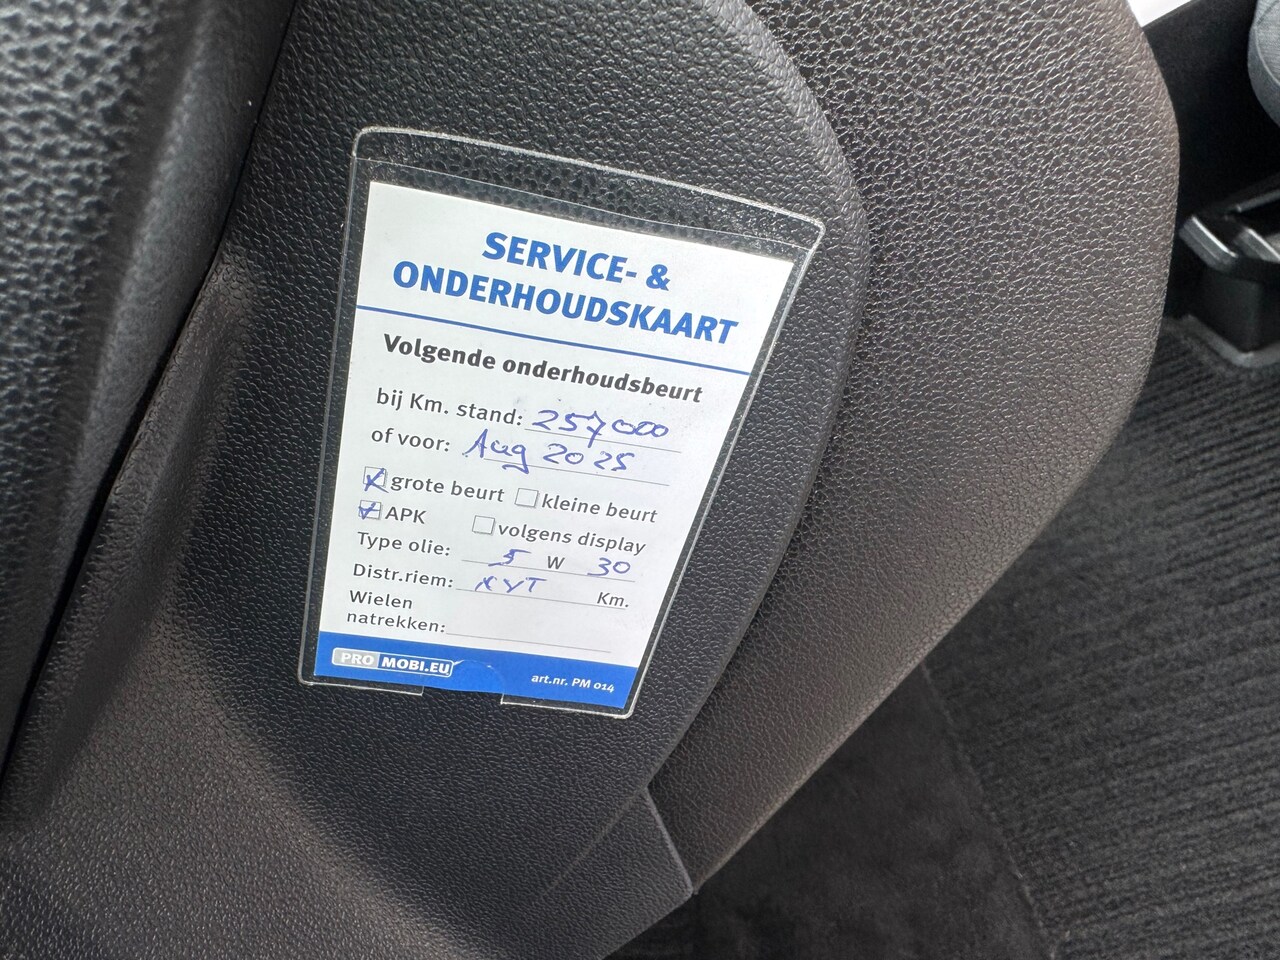 SERVICE- &
ONDERHOUDSKAART
Volgende onderhoudsbeurt
bij Km. stand: 257000
of voor: Aug 2025
grote beurt kleine beurt
APK volgens display
Type olie: 5 W 30
Distr.riem: Km.
Wielen
natrekken:
PRO MOBI.EU art.nr. PM 014